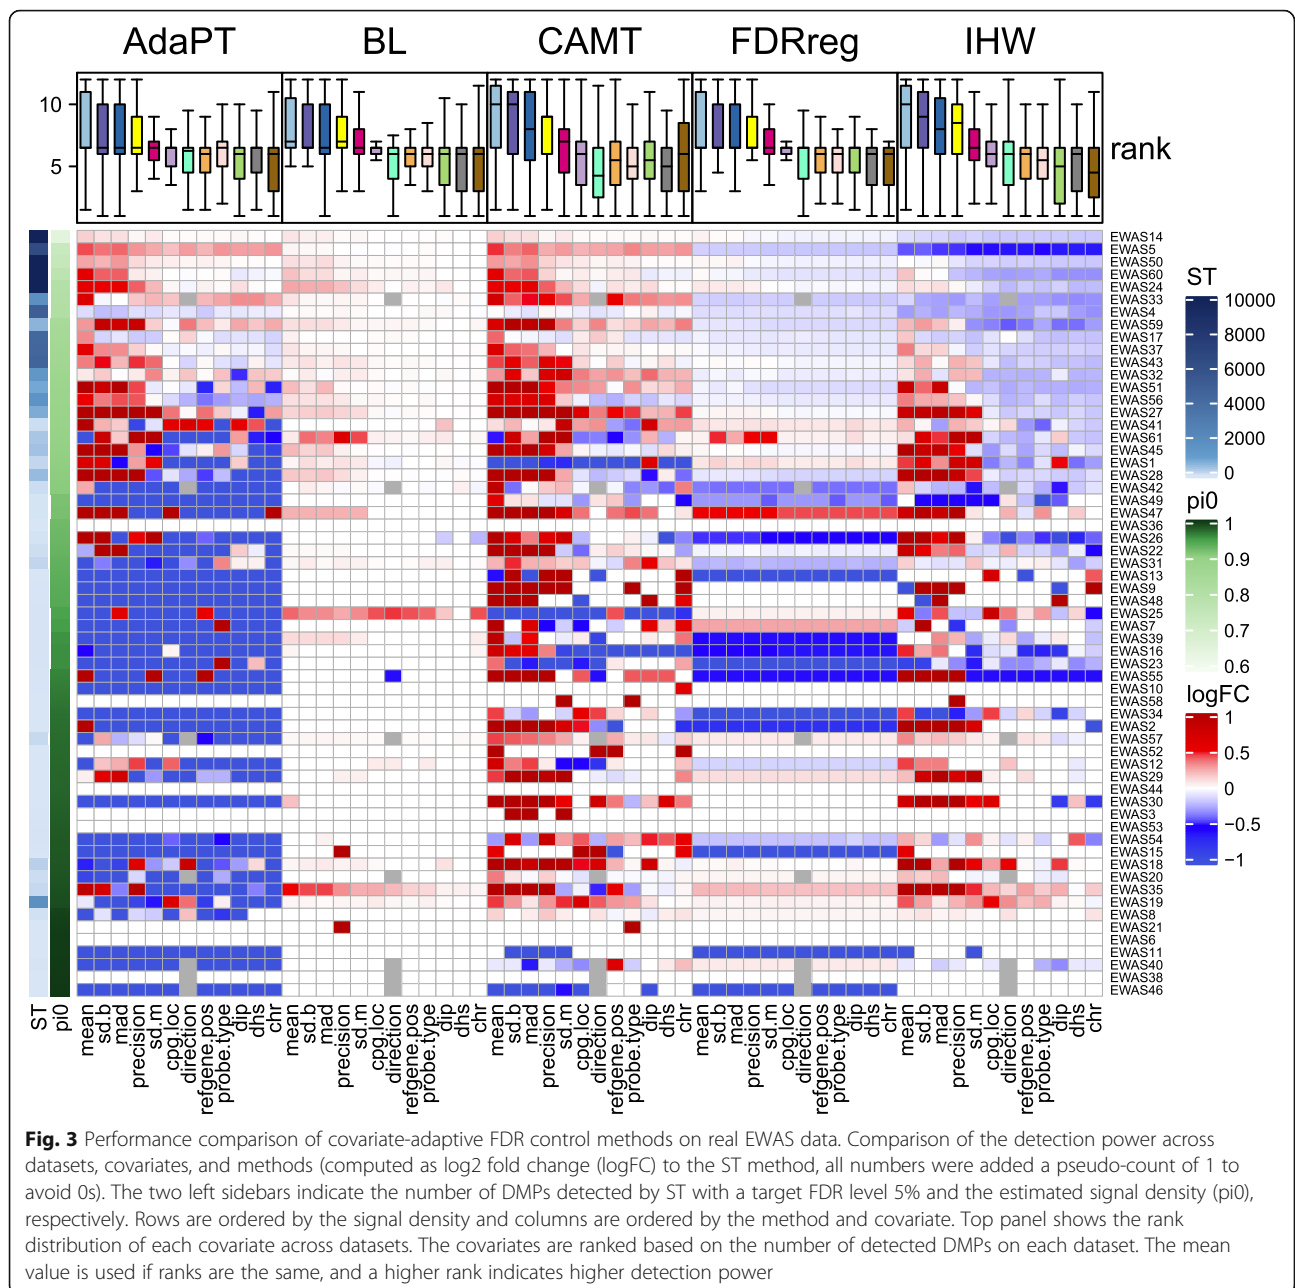 AdaPT BL CAMT FDRreg IHW
10
5
rank
EWAS14
EWAS5
EWAS50
EWAS60
EWAS24
EWAS33
EWAS4
EWAS59
EWAS17
EWAS37
EWAS43
EWAS32
EWAS51
EWAS56
EWAS27
EWAS41
EWAS61
EWAS45
EWAS1
EWAS28
EWAS42
EWAS49
EWAS47
EWAS36
EWAS26
EWAS22
EWAS31
EWAS13
EWAS9
EWAS48
EWAS25
EWAS7
EWAS39
EWAS16
EWAS23
EWAS55
EWAS10
EWAS58
EWAS34
EWAS2
EWAS57
EWAS52
EWAS12
EWAS29
EWAS44
EWAS30
EWAS3
EWAS53
EWAS54
EWAS15
EWAS18
EWAS20
EWAS35
EWAS19
EWAS8
EWAS21
EWAS6
EWAS11
EWAS40
EWAS38
EWAS46
ST
10000
8000
6000
4000
2000
0
pi0
1
0.9
0.8
0.7
0.6
logFC
1
0.5
0
−0.5
−1
ST pi0
mean sd.b mad precision sd.m cpg.loc direction refgene.pos probe.type dip dhs chr
mean sd.b mad precision sd.m cpg.loc direction refgene.pos probe.type dip dhs chr
mean sd.b mad precision sd.m cpg.loc direction refgene.pos probe.type dip dhs chr
mean sd.b mad precision sd.m cpg.loc direction refgene.pos probe.type dip dhs chr
mean sd.b mad precision sd.m cpg.loc direction refgene.pos probe.type dip dhs chr
Fig. 3 Performance comparison of covariate-adaptive FDR control methods on real EWAS data. Comparison of the detection power across
datasets, covariates, and methods (computed as log2 fold change (logFC) to the ST method, all numbers were added a pseudo-count of 1 to
avoid 0s). The two left sidebars indicate the number of DMPs detected by ST with a target FDR level 5% and the estimated signal density (pi0),
respectively. Rows are ordered by the signal density and columns are ordered by the method and covariate. Top panel shows the rank
distribution of each covariate across datasets. The covariates are ranked based on the number of detected DMPs on each dataset. The mean
value is used if ranks are the same, and a higher rank indicates higher detection power